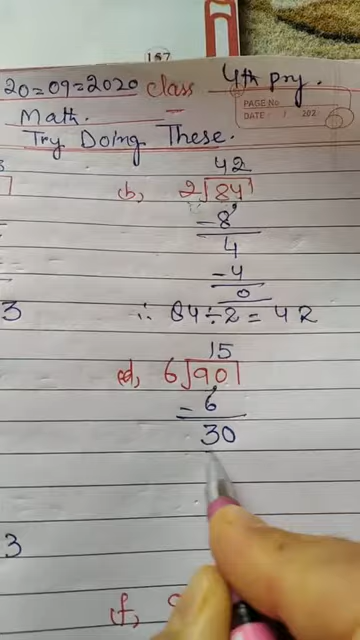 157
20=09=2020 class 4th pry.
PAGE No
DATE: / 202
Math.
Try Doing These.
42
b, 2√84
-8
4
-4
0
3
∴ 84÷2=42
15
d, 6√90
-6
30
3
f,